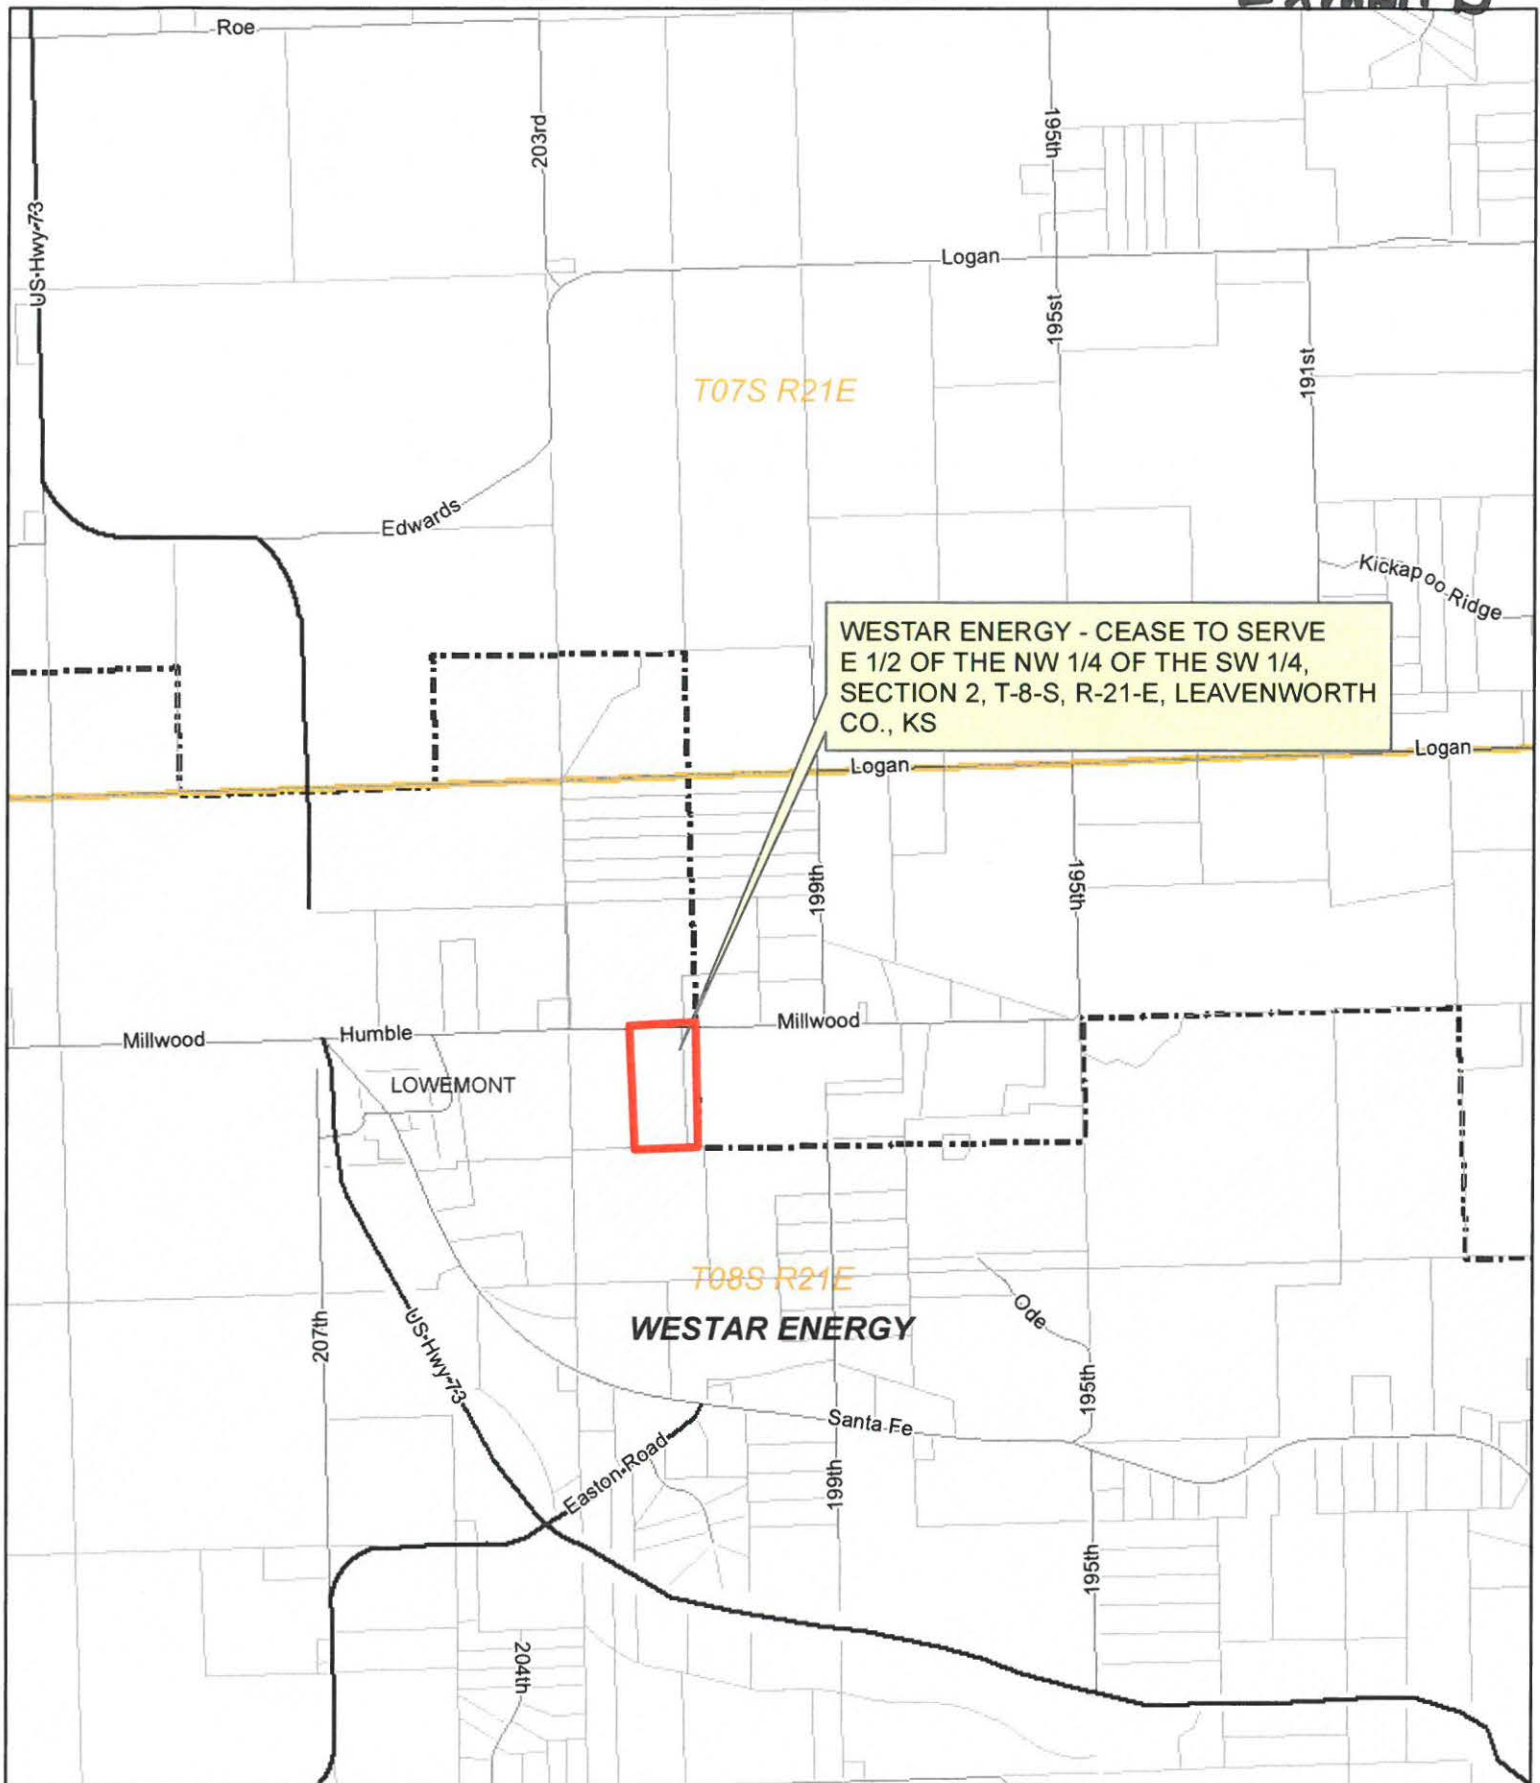 Exhibit B
Roe
203rd
195th
US Hwy 73
Logan
195st
191st
T07S R21E
Edwards
Kickapoo Ridge
WESTAR ENERGY - CEASE TO SERVE
E 1/2 OF THE NW 1/4 OF THE SW 1/4,
SECTION 2, T-8-S, R-21-E, LEAVENWORTH
CO., KS
Logan
Logan
199th
195th
Millwood
Humble
Millwood
LOWEMONT
T08S R21E
WESTAR ENERGY
Ode
207th
US Hwy 73
195th
Santa Fe
Easton Road
199th
195th
204th